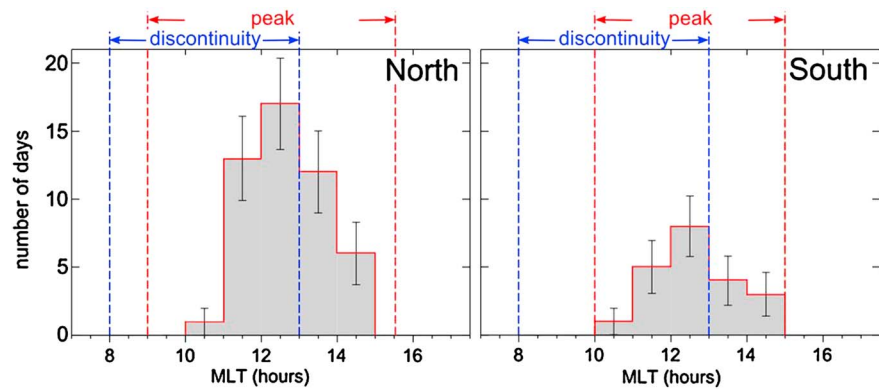 peak
discontinuity
North
20
15
10
5
0
number of days
8 10 12 14 16
MLT (hours)
peak
discontinuity
South
8 10 12 14 16
MLT (hours)